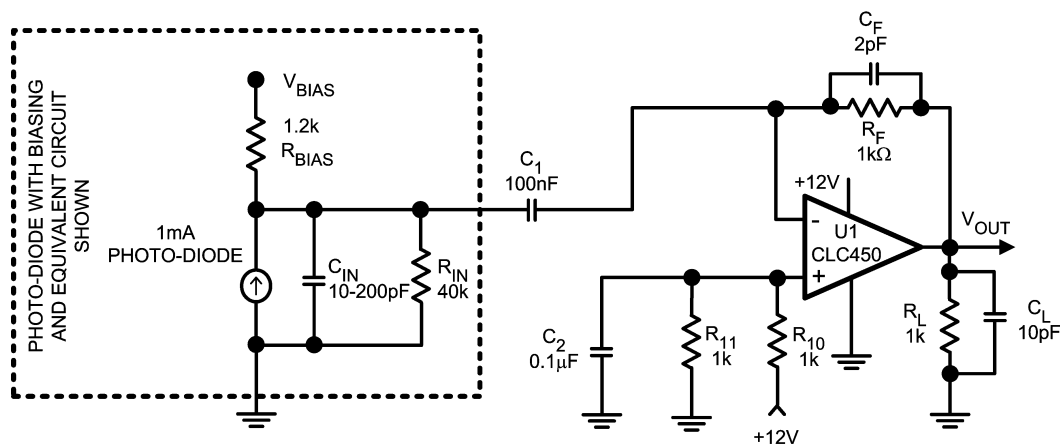 PHOTO-DIODE WITH BIASING
AND EQUIVALENT CIRCUIT
SHOWN
V_BIAS
1.2k
R_BIAS
1mA
PHOTO-DIODE
C_IN
10-200pF
R_IN
40k
C_1
100nF
C_F
2pF
R_F
1kΩ
+12V
-
U1
CLC450
+
V_OUT
C_2
0.1µF
R_11
1k
R_10
1k
+12V
R_L
1k
C_L
10pF